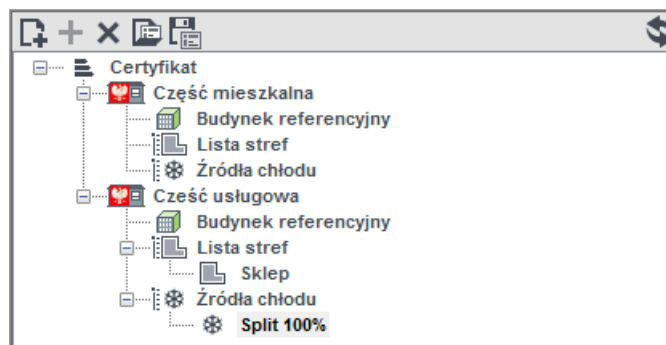 Certyfikat
Część mieszkalna
Budynek referencyjny
Lista stref
Źródła chłodu
Cześć usługowa
Budynek referencyjny
Lista stref
Sklep
Źródła chłodu
Split 100%